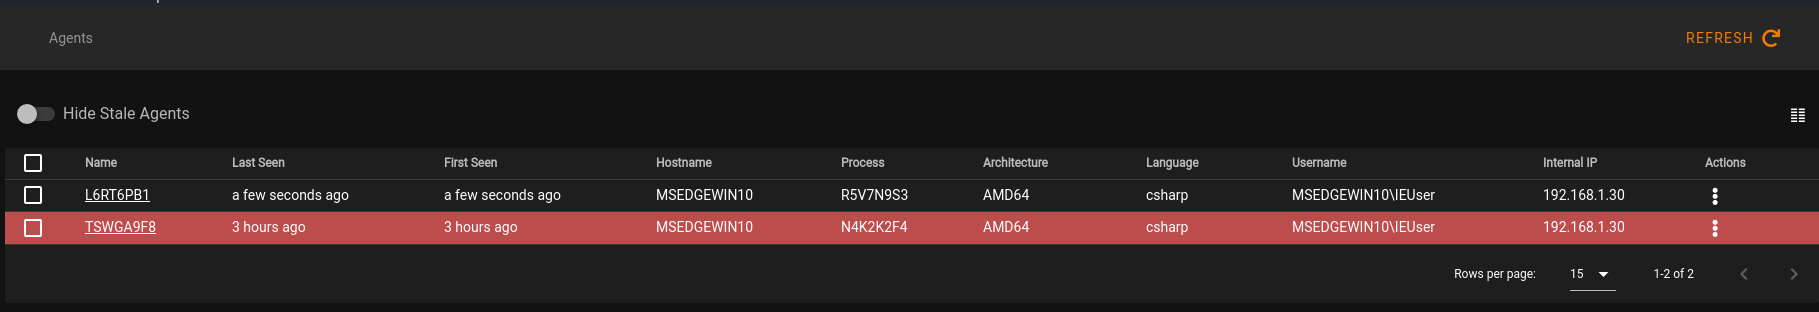 Agents
REFRESH
Hide Stale Agents
Name Last Seen First Seen Hostname Process Architecture Language Username Internal IP Actions
L6RT6PB1 a few seconds ago a few seconds ago MSEDGEWIN10 R5V7N9S3 AMD64 csharp MSEDGEWIN10\IEUser 192.168.1.30
TSWGA9F8 3 hours ago 3 hours ago MSEDGEWIN10 N4K2K2F4 AMD64 csharp MSEDGEWIN10\IEUser 192.168.1.30
Rows per page: 15 1-2 of 2